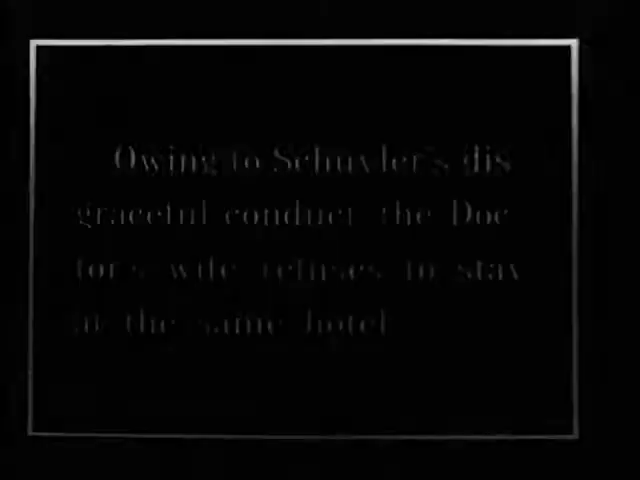 Owing to Schuyler's dis
graceful conduct the Doc
tor's wife refuses to stay
at the same hotel